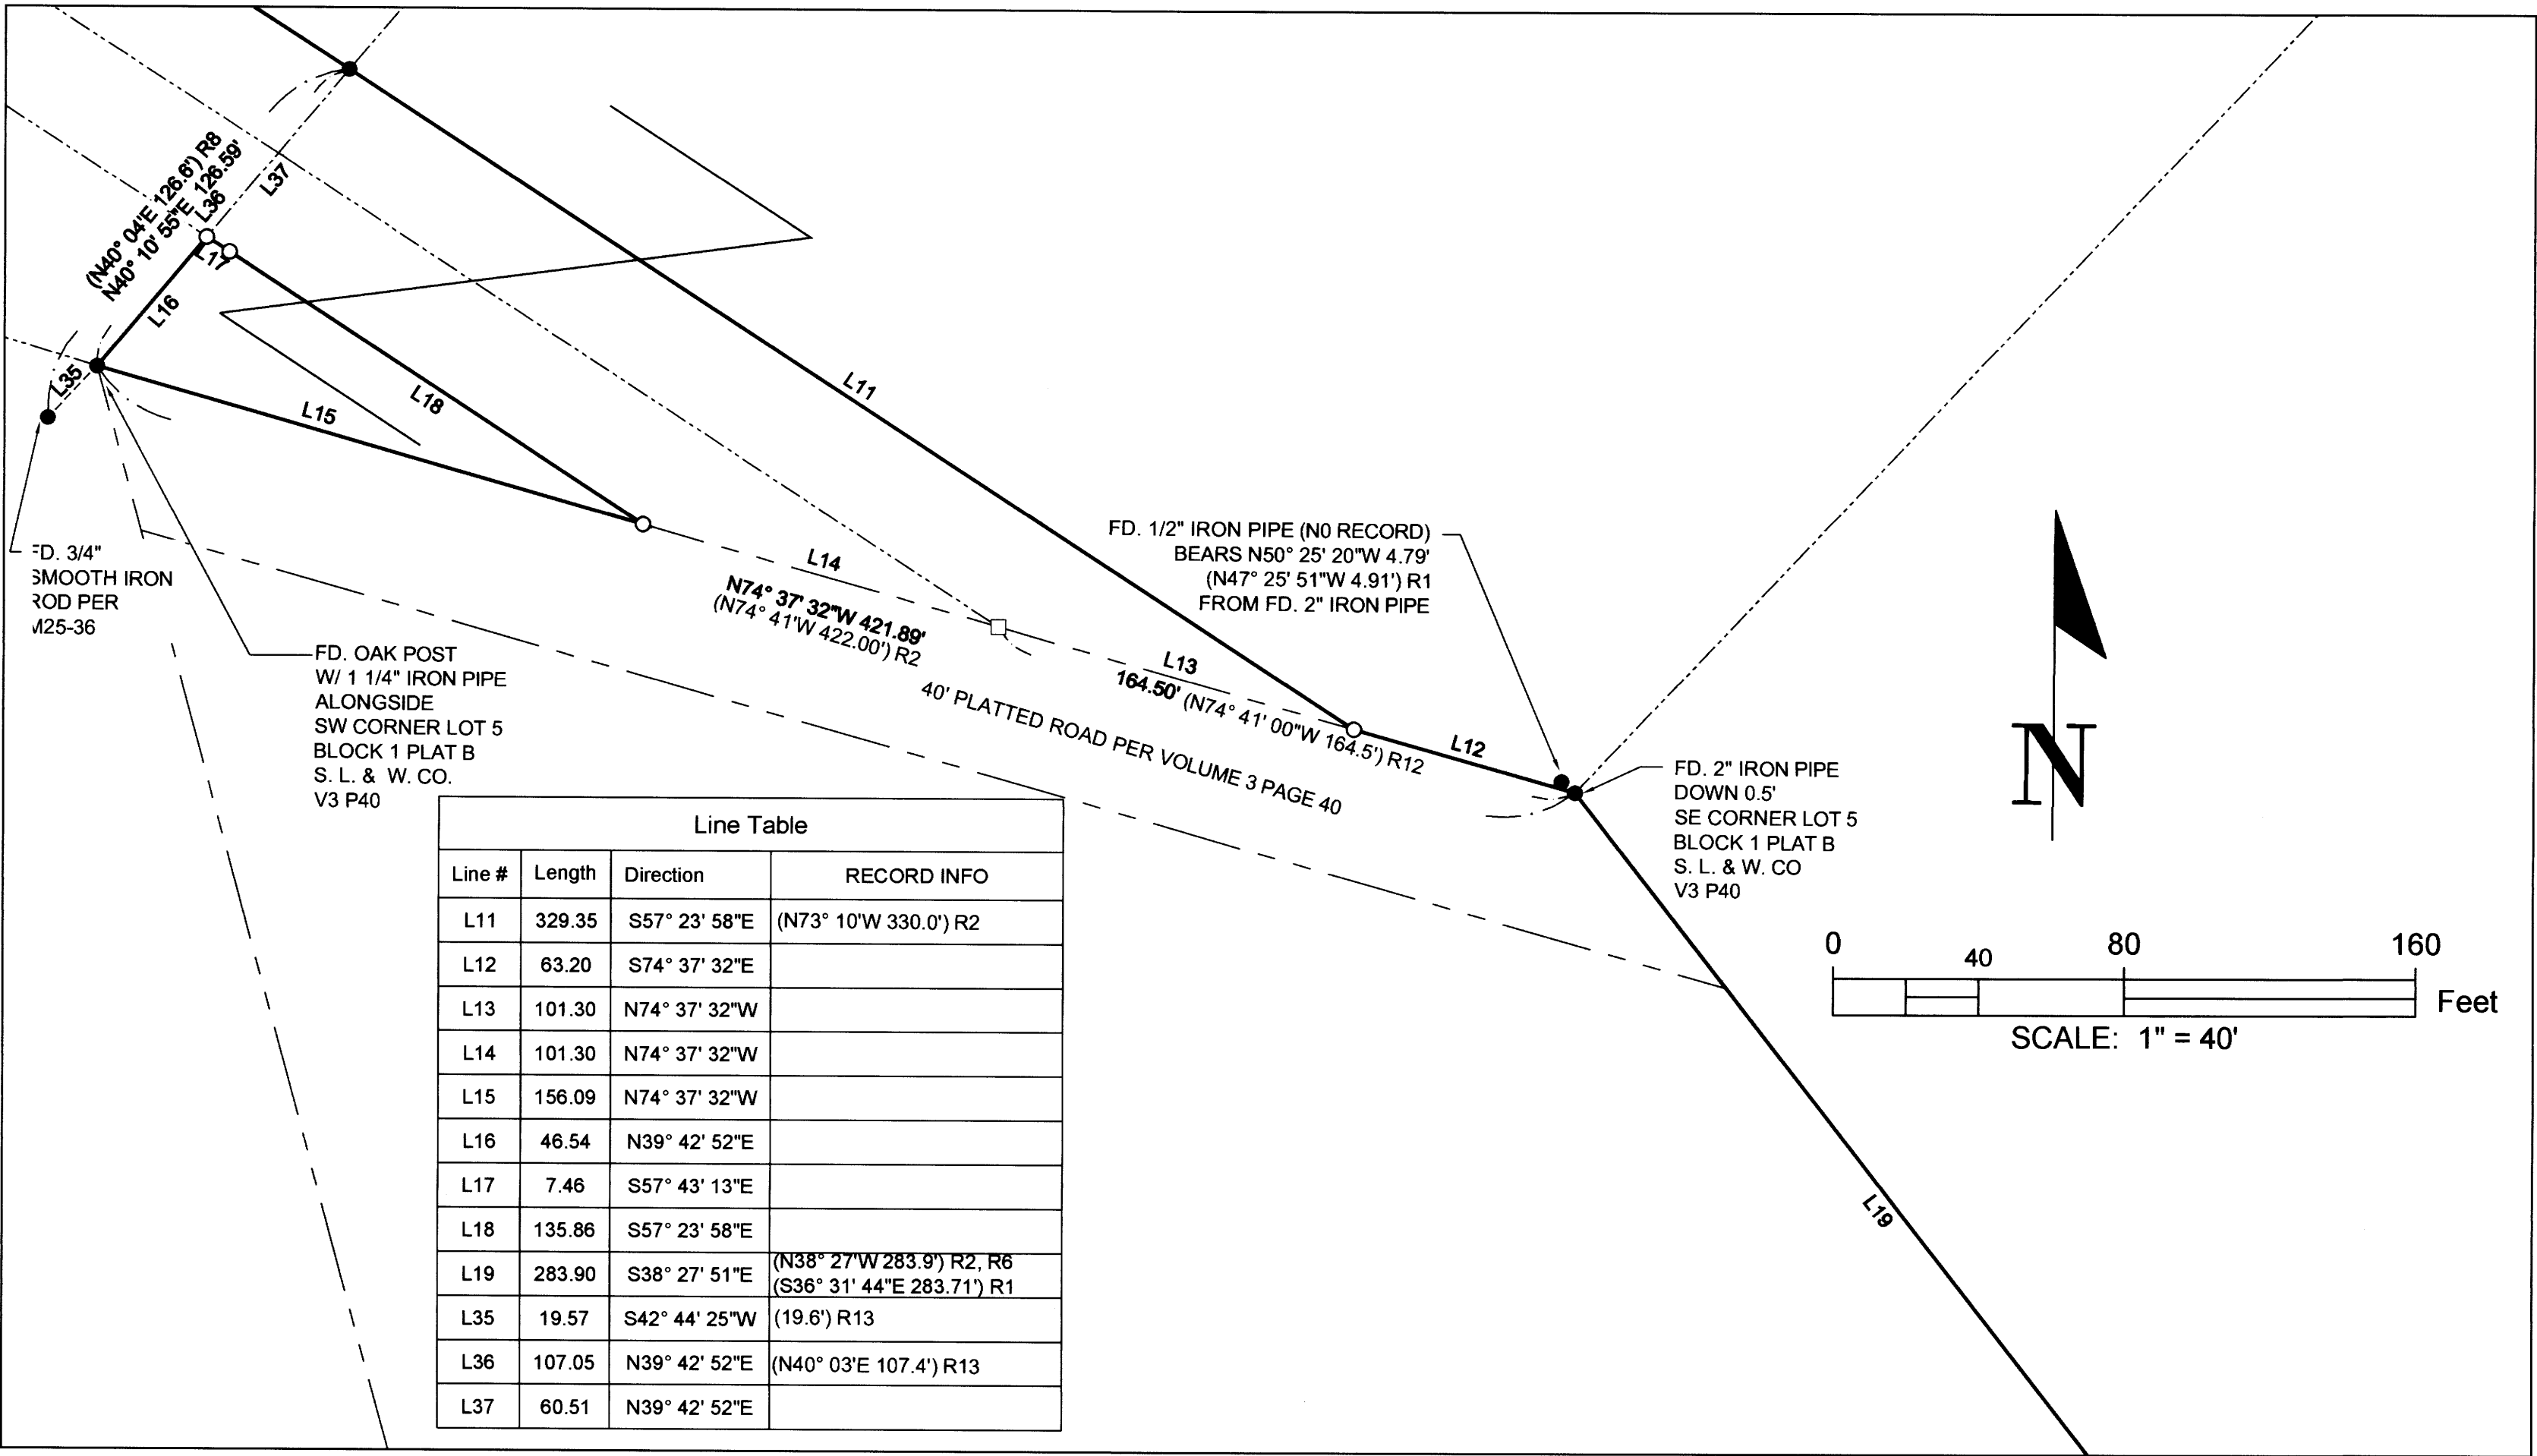 (N40° 04'E 126.6') R8
N40° 10' 55"E 126.59'
L36
L37
L17
L16
L35
L15
L18
L11
L14
N74° 37' 32"W 421.89'
(N74° 41'W 422.00') R2
L13
164.50' (N74° 41' 00"W 164.5') R12
40' PLATTED ROAD PER VOLUME 3 PAGE 40
L12
L19
FD. 1/2" IRON PIPE (N0 RECORD)
BEARS N50° 25' 20"W 4.79'
(N47° 25' 51"W 4.91') R1
FROM FD. 2" IRON PIPE
FD. 3/4"
SMOOTH IRON
ROD PER
M25-36
FD. OAK POST
W/ 1 1/4" IRON PIPE
ALONGSIDE
SW CORNER LOT 5
BLOCK 1 PLAT B
S. L. & W. CO.
V3 P40
FD. 2" IRON PIPE
DOWN 0.5'
SE CORNER LOT 5
BLOCK 1 PLAT B
S. L. & W. CO
V3 P40
N
0 40 80 160
Feet
SCALE: 1" = 40'
Line Table
Line # Length Direction RECORD INFO
L11 329.35 S57° 23' 58"E (N73° 10'W 330.0') R2
L12 63.20 S74° 37' 32"E
L13 101.30 N74° 37' 32"W
L14 101.30 N74° 37' 32"W
L15 156.09 N74° 37' 32"W
L16 46.54 N39° 42' 52"E
L17 7.46 S57° 43' 13"E
L18 135.86 S57° 23' 58"E
L19 283.90 S38° 27' 51"E (N38° 27'W 283.9') R2, R6
(S36° 31' 44"E 283.71') R1
L35 19.57 S42° 44' 25"W (19.6') R13
L36 107.05 N39° 42' 52"E (N40° 03'E 107.4') R13
L37 60.51 N39° 42' 52"E